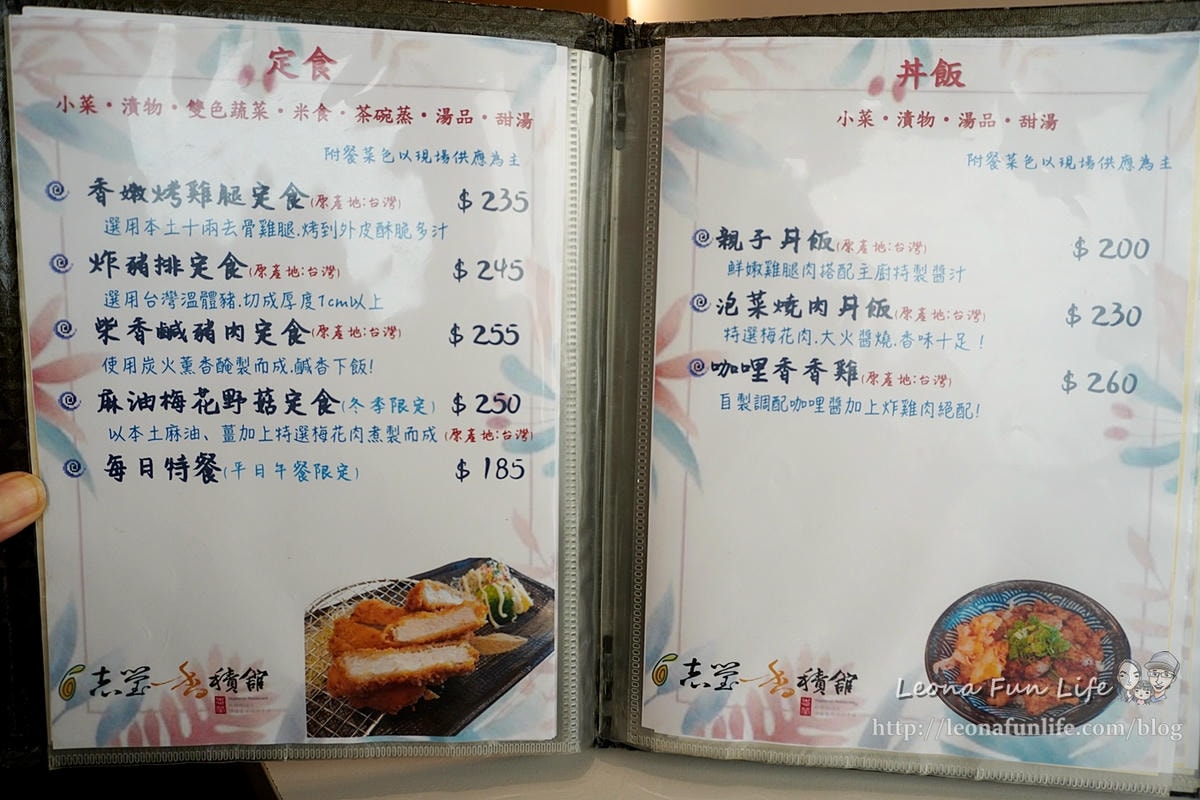 定食
小菜・漬物・雙色蔬菜・米食・茶碗蒸・湯品・甜湯
附餐菜色以現場供應為主
香嫩烤雞腿定食(原產地:台灣) $235
選用本土十兩去骨雞腿.烤到外皮酥脆多汁
炸豬排定食(原產地:台灣) $245
選用台灣溫體豬.切成厚度1cm以上
柴香鹹豬肉定食(原產地:台灣) $255
使用炭火薰香醃製而成.鹹香下飯!
麻油梅花野菇定食(冬季限定) $250
以本土麻油、薑加上特選梅花肉煮製而成(原產地:台灣)
每日特餐(平日午餐限定) $185
志瑩香積館
丼飯
小菜・漬物・湯品・甜湯
附餐菜色以現場供應為主
親子丼飯(原產地:台灣) $200
鮮嫩雞腿肉搭配主廚特製醬汁
泡菜燒肉丼飯(原產地:台灣) $230
特選梅花肉.大火醬燒.香味十足!
咖哩香香雞(原產地:台灣) $260
自製調配咖哩醬加上炸雞肉絕配!
志瑩香積館
Leona Fun Life
http://leonafunlife.com/blog